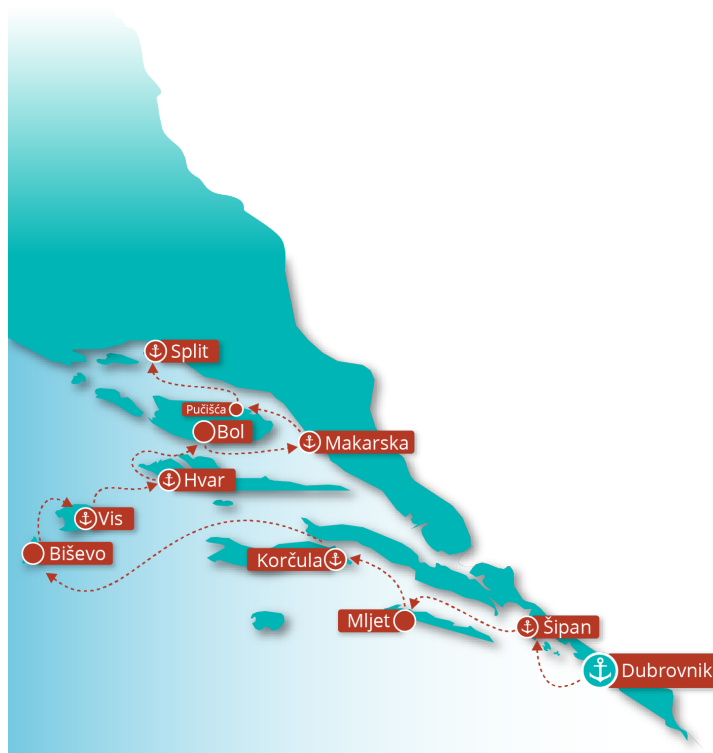 Split
Pučišća
Bol
Makarska
Hvar
Vis
Biševo
Korčula
Mljet
Šipan
Dubrovnik